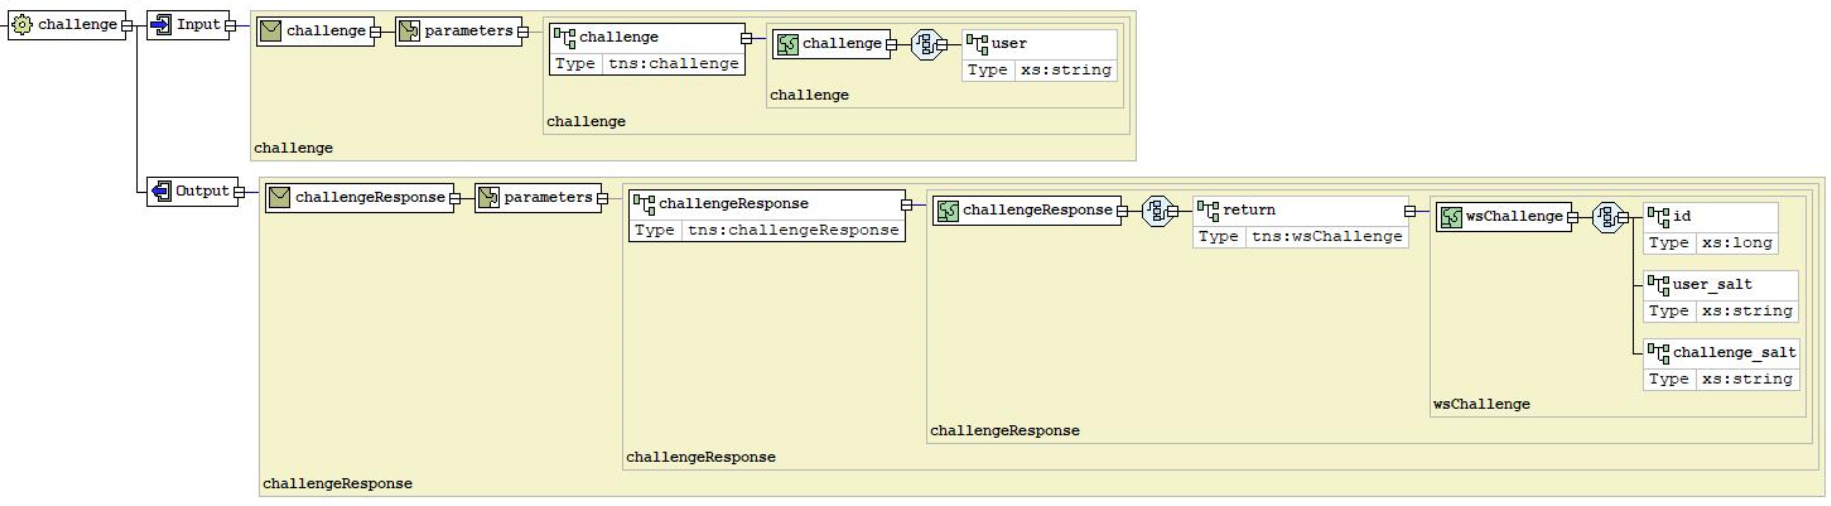 challenge
Input
challenge
parameters
challenge
Type tns:challenge
challenge
user
Type xs:string
challenge
challenge
challenge
Output
challengeResponse
parameters
challengeResponse
Type tns:challengeResponse
challengeResponse
return
Type tns:wsChallenge
wsChallenge
id
Type xs:long
user_salt
Type xs:string
challenge_salt
Type xs:string
wsChallenge
challengeResponse
challengeResponse
challengeResponse